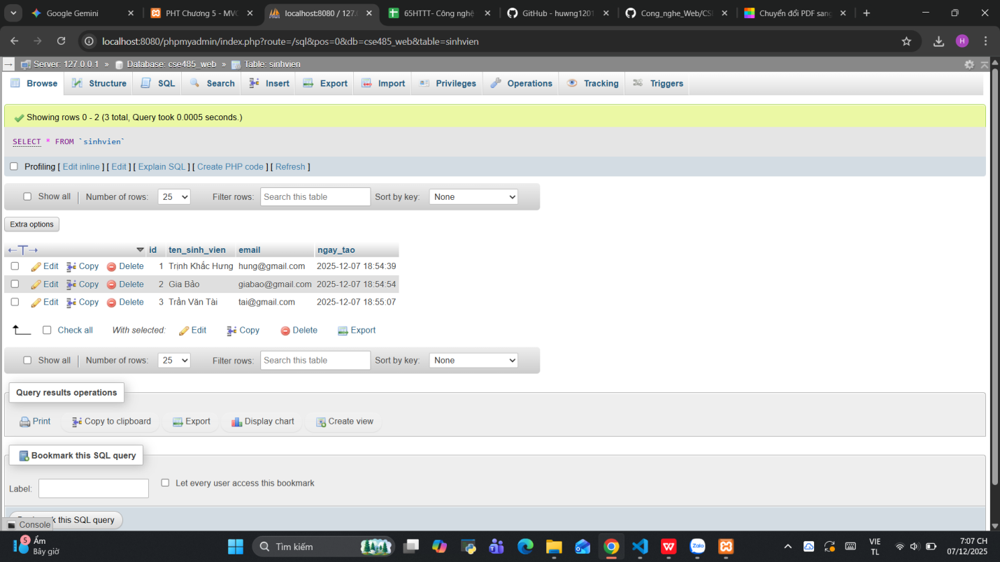 Google Gemini
PHT Chương 5 - MVC
localhost:8080 / 127.0
65HTTT- Công nghệ
GitHub - huwng1201
Cong_nghe_Web/CS
Chuyển đổi PDF sang
localhost:8080/phpmyadmin/index.php?route=/sql&pos=0&db=cse485_web&table=sinhvien
H
Server: 127.0.0.1 » Database: cse485_web » Table: sinhvien
Browse Structure SQL Search Insert Export Import Privileges Operations Tracking Triggers
Showing rows 0 - 2 (3 total, Query took 0.0005 seconds.)
SELECT * FROM `sinhvien`
Profiling [ Edit inline ] [ Edit ] [ Explain SQL ] [ Create PHP code ] [ Refresh ]
Show all Number of rows: 25 Filter rows: Search this table Sort by key: None
Extra options
id ten_sinh_vien email ngay_tao
Edit Copy Delete 1 Trịnh Khắc Hưng hung@gmail.com 2025-12-07 18:54:39
Edit Copy Delete 2 Gia Bảo giabao@gmail.com 2025-12-07 18:54:54
Edit Copy Delete 3 Trần Văn Tài tai@gmail.com 2025-12-07 18:55:07
Check all With selected: Edit Copy Delete Export
Show all Number of rows: 25 Filter rows: Search this table Sort by key: None
Query results operations
Print Copy to clipboard Export Display chart Create view
Bookmark this SQL query
Label: Let every user access this bookmark
this SQL query
Console
5 Ấm
Bây giờ
Tìm kiếm
Zalo
VIE
TL
7:07 CH
07/12/2025